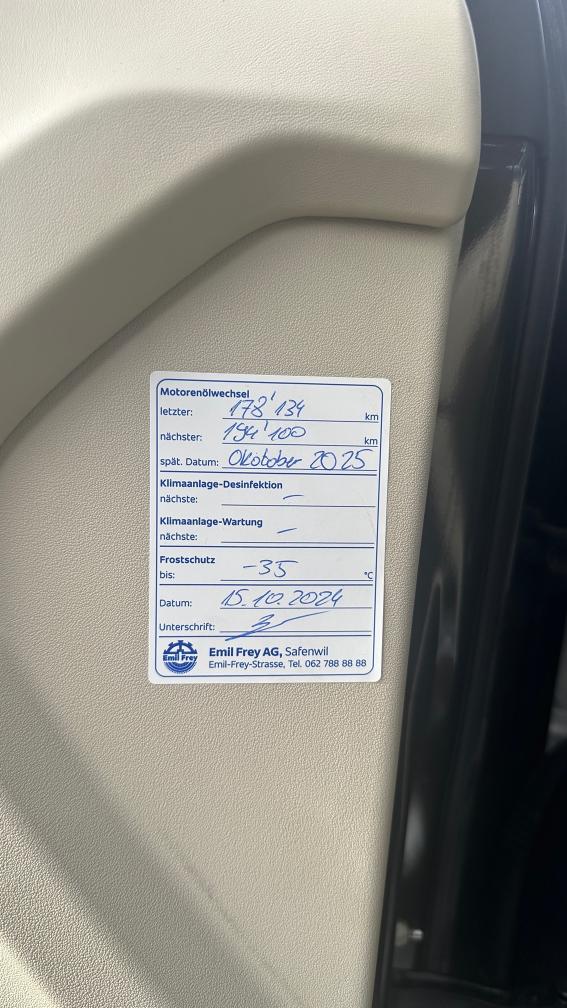 Motorenölwechsel
letzter: 178'134 km
nächster: 194'100 km
spät. Datum: Okotober 2025
Klimaanlage-Desinfektion
nächste: –
Klimaanlage-Wartung
nächste: –
Frostschutz
bis: -35 °C
Datum: 15.10.2024
Unterschrift:
Emil Frey
Emil Frey AG, Safenwil
Emil-Frey-Strasse, Tel. 062 788 88 88